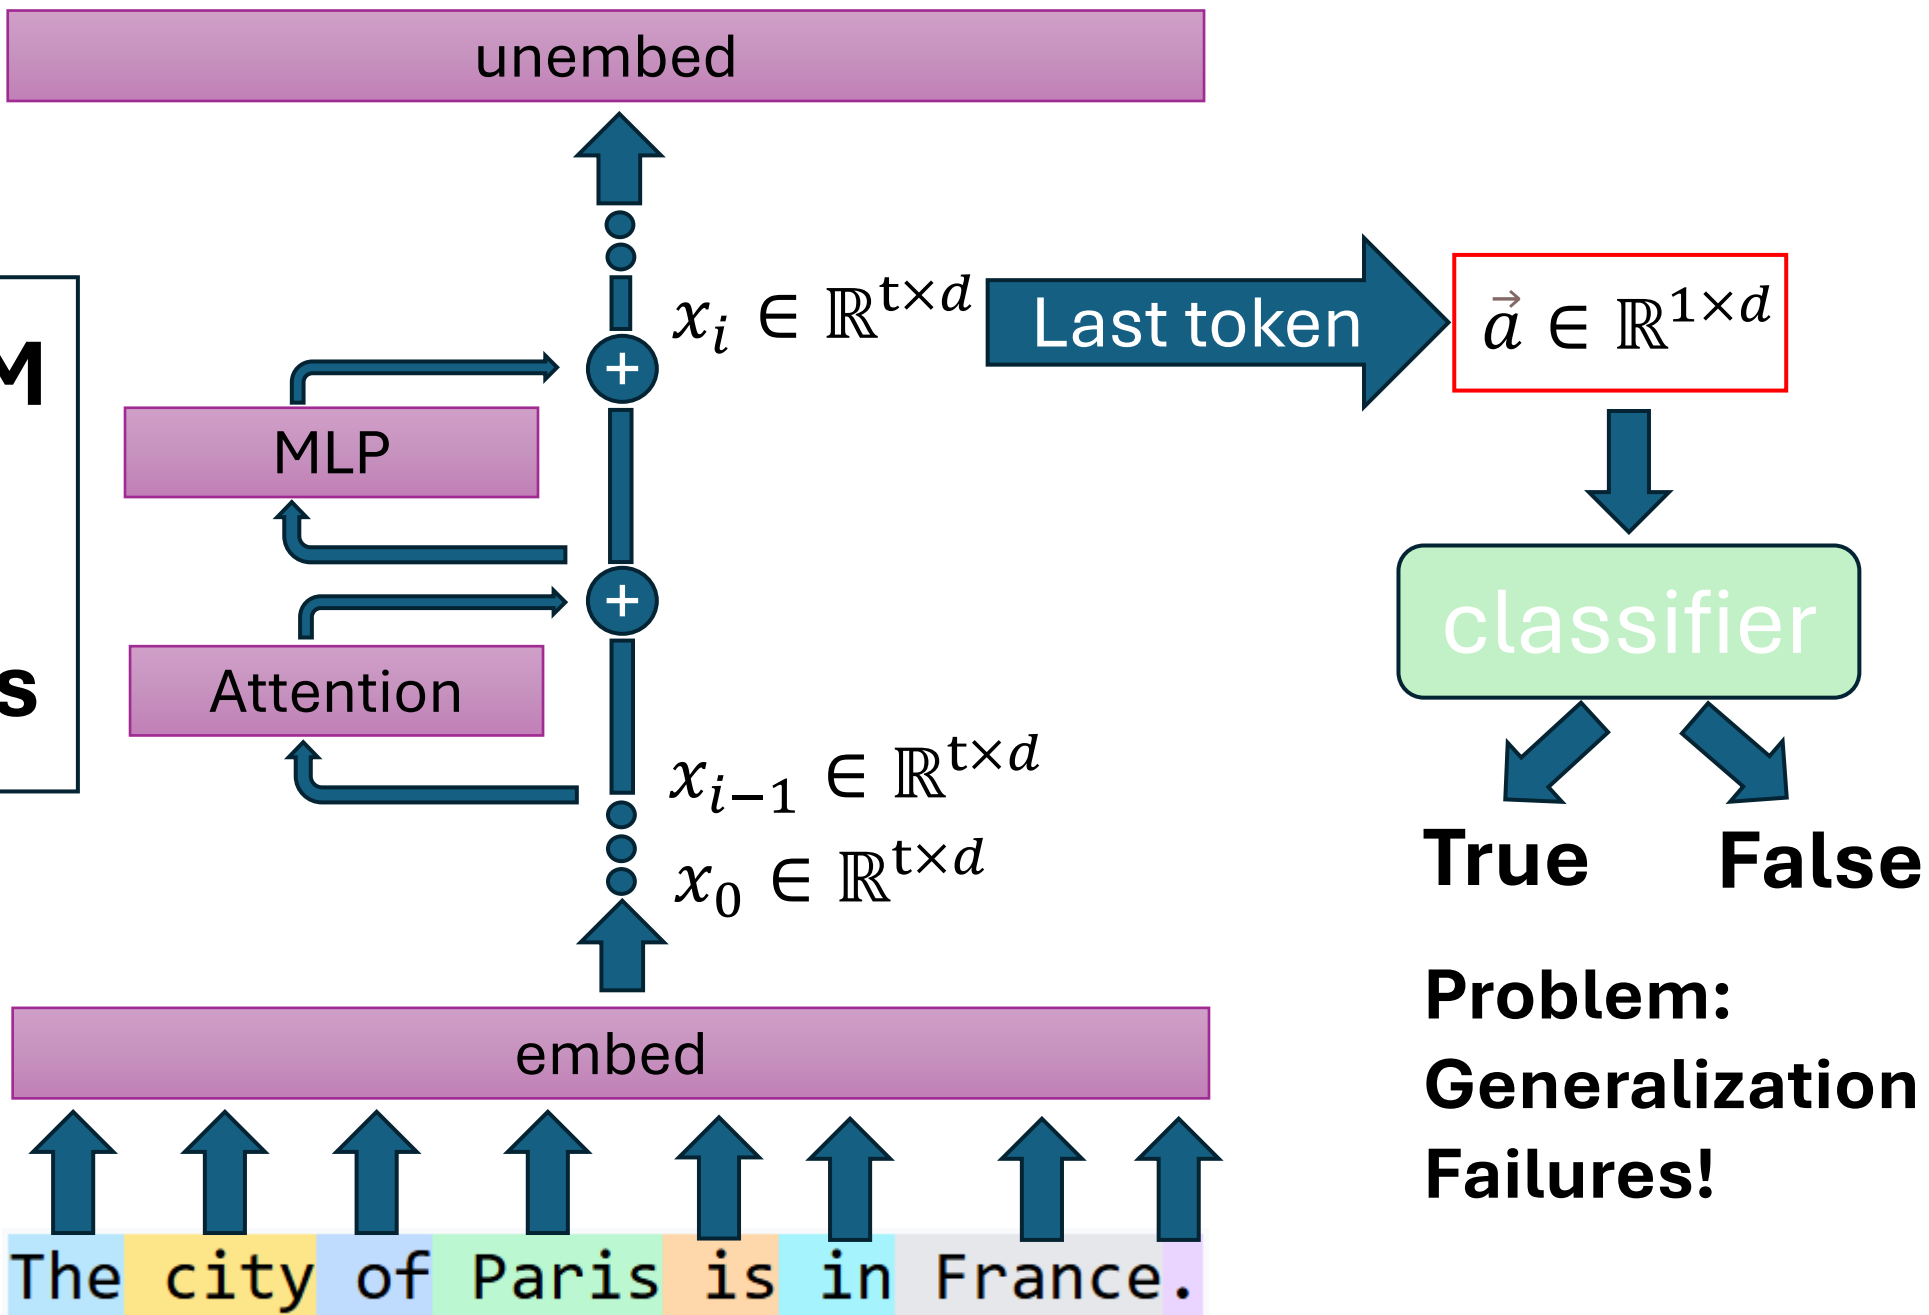 unembed
M
s
x_i ∈ ℝ^{t×d}
Last token
\vec{a} ∈ ℝ^{1×d}
+
MLP
+
Attention
classifier
x_{i−1} ∈ ℝ^{t×d}
x_0 ∈ ℝ^{t×d}
True False
embed
Problem:
Generalization
Failures!
The city of Paris is in France.